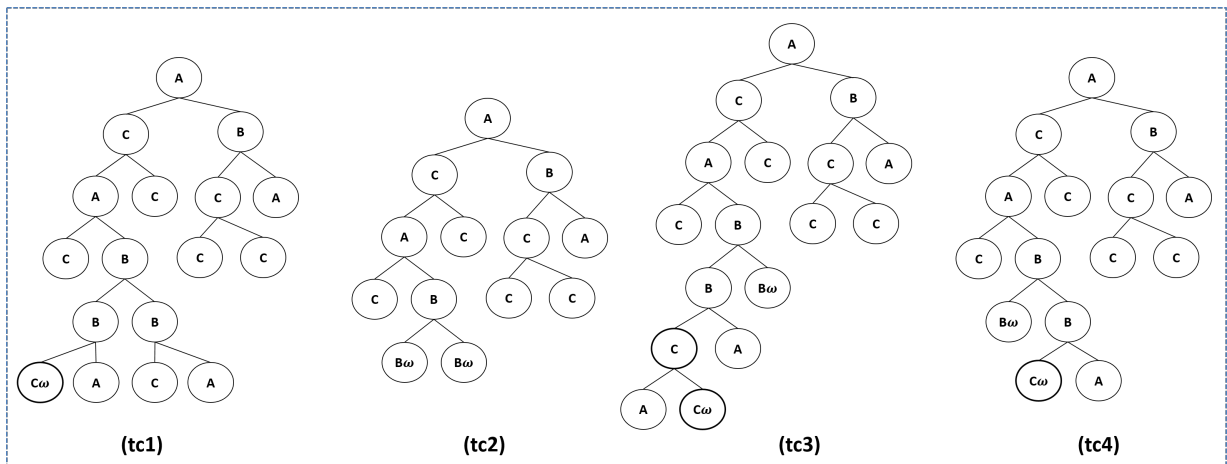 A
C B
A C C A
C B C C
B B
Cω A C A
(tc1)
A
C B
A C C A
C B C C
Bω Bω
(tc2)
A
C B
A C C A
C B C C
B Bω
C A
A Cω
(tc3)
A
C B
A C C A
C B C C
Bω B
Cω A
(tc4)